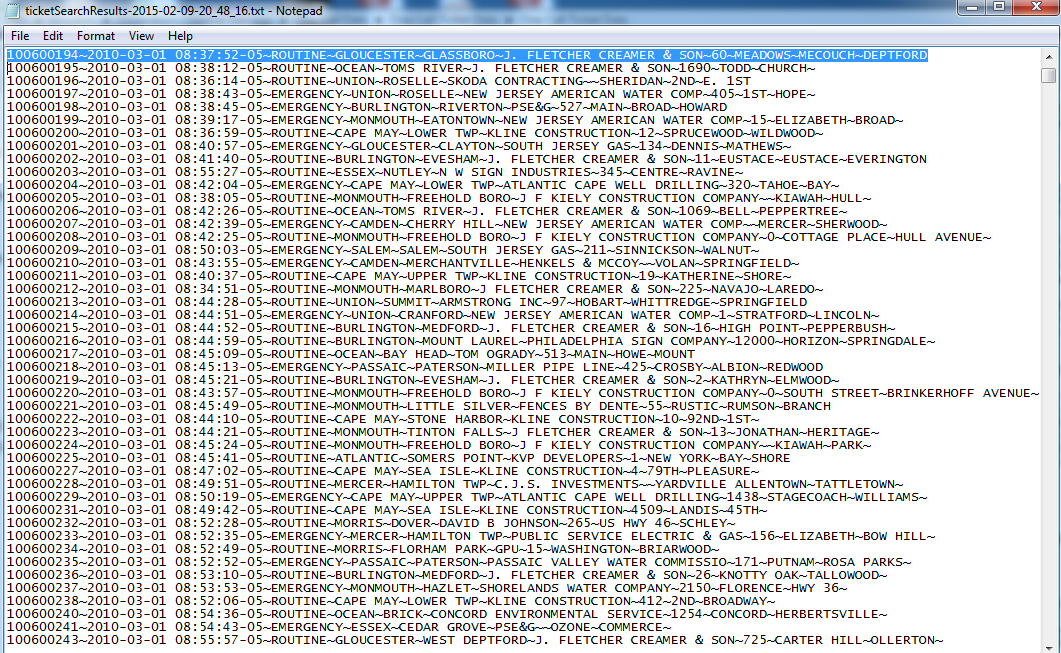 ticketSearchResults-2015-02-09-20_48_16.txt - Notepad
File Edit Format View Help
100600194~2010-03-01 08:37:52-05~ROUTINE~GLOUCESTER~GLASSBORO~J. FLETCHER CREAMER & SON~60~MEADOWS~MECOUCH~DEPTFORD
100600195~2010-03-01 08:38:12-05~ROUTINE~OCEAN~TOMS RIVER~J. FLETCHER CREAMER & SON~1690~TODD~CHURCH~
100600196~2010-03-01 08:36:14-05~ROUTINE~UNION~ROSELLE~SKODA CONTRACTING~~SHERIDAN~2ND~E. 1ST
100600197~2010-03-01 08:38:43-05~EMERGENCY~UNION~ROSELLE~NEW JERSEY AMERICAN WATER COMP~405~1ST~HOPE~
100600198~2010-03-01 08:38:45-05~EMERGENCY~BURLINGTON~RIVERTON~PSE&G~527~MAIN~BROAD~HOWARD
100600199~2010-03-01 08:39:17-05~EMERGENCY~MONMOUTH~EATONTOWN~NEW JERSEY AMERICAN WATER COMP~15~ELIZABETH~BROAD~
100600200~2010-03-01 08:36:59-05~ROUTINE~CAPE MAY~LOWER TWP~KLINE CONSTRUCTION~12~SPRUCEWOOD~WILDWOOD~
100600201~2010-03-01 08:40:57-05~EMERGENCY~GLOUCESTER~CLAYTON~SOUTH JERSEY GAS~134~DENNIS~MATHEWS~
100600202~2010-03-01 08:41:40-05~ROUTINE~BURLINGTON~EVESHAM~J. FLETCHER CREAMER & SON~11~EUSTACE~EUSTACE~EVERINGTON
100600203~2010-03-01 08:55:27-05~ROUTINE~ESSEX~NUTLEY~N W SIGN INDUSTRIES~345~CENTRE~RAVINE~
100600204~2010-03-01 08:42:04-05~EMERGENCY~CAPE MAY~LOWER TWP~ATLANTIC CAPE WELL DRILLING~320~TAHOE~BAY~
100600205~2010-03-01 08:38:05-05~ROUTINE~MONMOUTH~FREEHOLD BORO~J F KIELY CONSTRUCTION COMPANY~~KIAWAH~HULL~
100600206~2010-03-01 08:42:26-05~ROUTINE~OCEAN~TOMS RIVER~J. FLETCHER CREAMER & SON~1069~BELL~PEPPERTREE~
100600207~2010-03-01 08:42:39-05~EMERGENCY~CAMDEN~CHERRY HILL~NEW JERSEY AMERICAN WATER COMP~~MERCER~SHERWOOD~
100600208~2010-03-01 08:42:25-05~ROUTINE~MONMOUTH~FREEHOLD BORO~J F KIELY CONSTRUCTION COMPANY~0~COTTAGE PLACE~HULL AVENUE~
100600209~2010-03-01 08:50:03-05~EMERGENCY~SALEM~SALEM~SOUTH JERSEY GAS~211~SINNICKSON~WALNUT~
100600210~2010-03-01 08:43:55-05~EMERGENCY~CAMDEN~MERCHANTVILLE~HENKELS & MCCOY~~VOLAN~SPRINGFIELD~
100600211~2010-03-01 08:40:37-05~ROUTINE~CAPE MAY~UPPER TWP~KLINE CONSTRUCTION~19~KATHERINE~SHORE~
100600212~2010-03-01 08:34:51-05~ROUTINE~MONMOUTH~MARLBORO~J FLETCHER CREAMER & SON~225~NAVAJO~LAREDO~
100600213~2010-03-01 08:44:28-05~ROUTINE~UNION~SUMMIT~ARMSTRONG INC~97~HOBART~WHITTREDGE~SPRINGFIELD
100600214~2010-03-01 08:44:51-05~EMERGENCY~UNION~CRANFORD~NEW JERSEY AMERICAN WATER COMP~1~STRATFORD~LINCOLN~
100600215~2010-03-01 08:44:52-05~ROUTINE~BURLINGTON~MEDFORD~J. FLETCHER CREAMER & SON~16~HIGH POINT~PEPPERBUSH~
100600216~2010-03-01 08:44:59-05~ROUTINE~BURLINGTON~MOUNT LAUREL~PHILADELPHIA SIGN COMPANY~12000~HORIZON~SPRINGDALE~
100600217~2010-03-01 08:45:09-05~ROUTINE~OCEAN~BAY HEAD~TOM OGRADY~513~MAIN~HOWE~MOUNT
100600218~2010-03-01 08:45:13-05~EMERGENCY~PASSAIC~PATERSON~MILLER PIPE LINE~425~CROSBY~ALBION~REDWOOD
100600219~2010-03-01 08:45:21-05~ROUTINE~BURLINGTON~EVESHAM~J. FLETCHER CREAMER & SON~2~KATHRYN~ELMWOOD~
100600220~2010-03-01 08:43:57-05~ROUTINE~MONMOUTH~FREEHOLD BORO~J F KIELY CONSTRUCTION COMPANY~0~SOUTH STREET~BRINKERHOFF AVENUE~
100600221~2010-03-01 08:45:49-05~ROUTINE~MONMOUTH~LITTLE SILVER~FENCES BY DENTE~55~RUSTIC~RUMSON~BRANCH
100600222~2010-03-01 08:44:10-05~ROUTINE~CAPE MAY~STONE HARBOR~KLINE CONSTRUCTION~10~92ND~1ST~
100600223~2010-03-01 08:44:21-05~ROUTINE~MONMOUTH~TINTON FALLS~J FLETCHER CREAMER & SON~13~JONATHAN~HERITAGE~
100600224~2010-03-01 08:45:24-05~ROUTINE~MONMOUTH~FREEHOLD BORO~J F KIELY CONSTRUCTION COMPANY~~KIAWAH~PARK~
100600225~2010-03-01 08:45:41-05~ROUTINE~ATLANTIC~SOMERS POINT~KVP DEVELOPERS~1~NEW YORK~BAY~SHORE
100600227~2010-03-01 08:47:02-05~ROUTINE~CAPE MAY~SEA ISLE~KLINE CONSTRUCTION~4~79TH~PLEASURE~
100600228~2010-03-01 08:49:51-05~ROUTINE~MERCER~HAMILTON TWP~C.J.S. INVESTMENTS~~YARDVILLE ALLENTOWN~TATTLETOWN~
100600229~2010-03-01 08:50:19-05~EMERGENCY~CAPE MAY~UPPER TWP~ATLANTIC CAPE WELL DRILLING~1438~STAGECOACH~WILLIAMS~
100600231~2010-03-01 08:49:42-05~ROUTINE~CAPE MAY~SEA ISLE~KLINE CONSTRUCTION~4509~LANDIS~45TH~
100600232~2010-03-01 08:52:28-05~ROUTINE~MORRIS~DOVER~DAVID B JOHNSON~265~US HWY 46~SCHLEY~
100600233~2010-03-01 08:52:35-05~EMERGENCY~MERCER~HAMILTON TWP~PUBLIC SERVICE ELECTRIC & GAS~156~ELIZABETH~BOW HILL~
100600234~2010-03-01 08:52:49-05~ROUTINE~MORRIS~FLORHAM PARK~GPU~15~WASHINGTON~BRIARWOOD~
100600235~2010-03-01 08:52:52-05~EMERGENCY~PASSAIC~PATERSON~PASSAIC VALLEY WATER COMMISSIO~171~PUTNAM~ROSA PARKS~
100600236~2010-03-01 08:53:10-05~ROUTINE~BURLINGTON~MEDFORD~J. FLETCHER CREAMER & SON~26~KNOTTY OAK~TALLOWOOD~
100600237~2010-03-01 08:53:53-05~EMERGENCY~MONMOUTH~HAZLET~SHORELANDS WATER COMPANY~2150~FLORENCE~HWY 36~
100600238~2010-03-01 08:52:06-05~ROUTINE~CAPE MAY~LOWER TWP~KLINE CONSTRUCTION~412~2ND~BROADWAY~
100600240~2010-03-01 08:54:36-05~ROUTINE~OCEAN~BRICK~CONCORD ENVIRONMENTAL SERVICE~1254~CONCORD~HERBERTSVILLE~
100600241~2010-03-01 08:54:43-05~EMERGENCY~ESSEX~CEDAR GROVE~PSE&G~~OZONE~COMMERCE~
100600243~2010-03-01 08:55:57-05~ROUTINE~GLOUCESTER~WEST DEPTFORD~J. FLETCHER CREAMER & SON~725~CARTER HILL~OLLERTON~